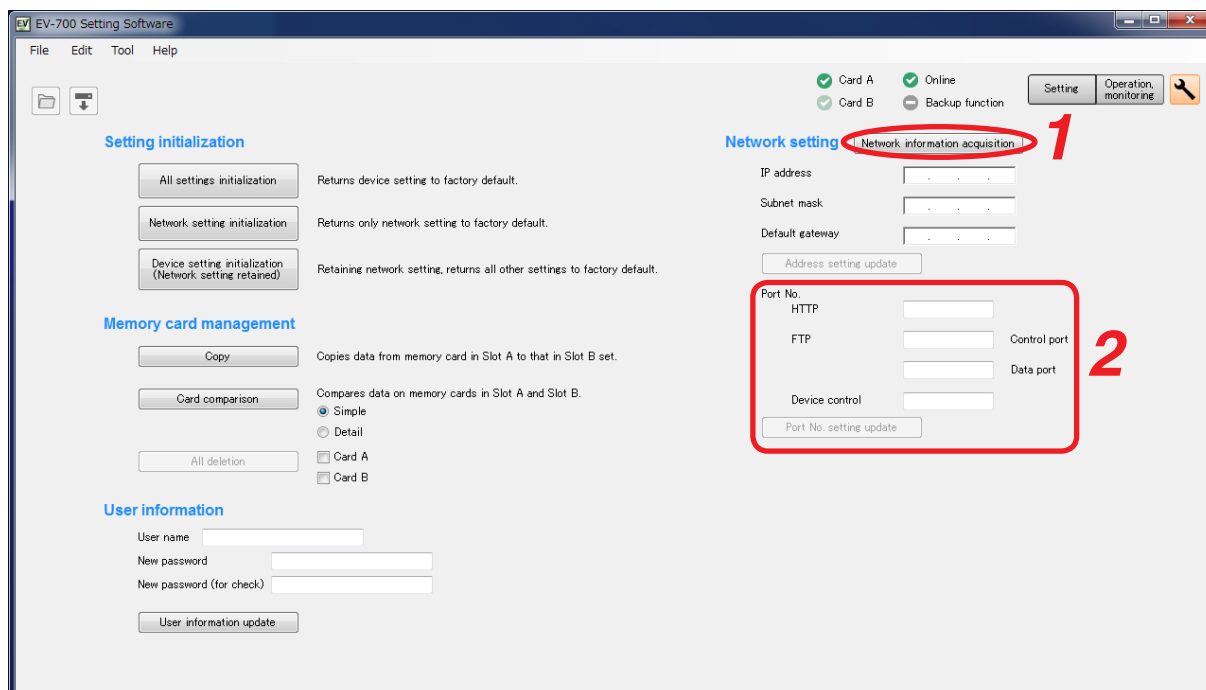 EV EV-700 Setting Software
File Edit Tool Help
Card A Online
Card B Backup function
Setting
Operation,
monitoring
1
Setting initialization
All settings initialization Returns device setting to factory default.
Network setting initialization Returns only network setting to factory default.
Device setting initialization
(Network setting retained)
Retaining network setting, returns all other settings to factory default.
Memory card management
Copy Copies data from memory card in Slot A to that in Slot B set.
Card comparison Compares data on memory cards in Slot A and Slot B.
Simple
Detail
All deletion
Card A
Card B
User information
User name
New password
New password (for check)
User information update
Network setting Network information acquisition
IP address . . .
Subnet mask . . .
Default gateway . . .
Address setting update
Port No.
HTTP
FTP Control port
Data port
2
Device control
Port No. setting update